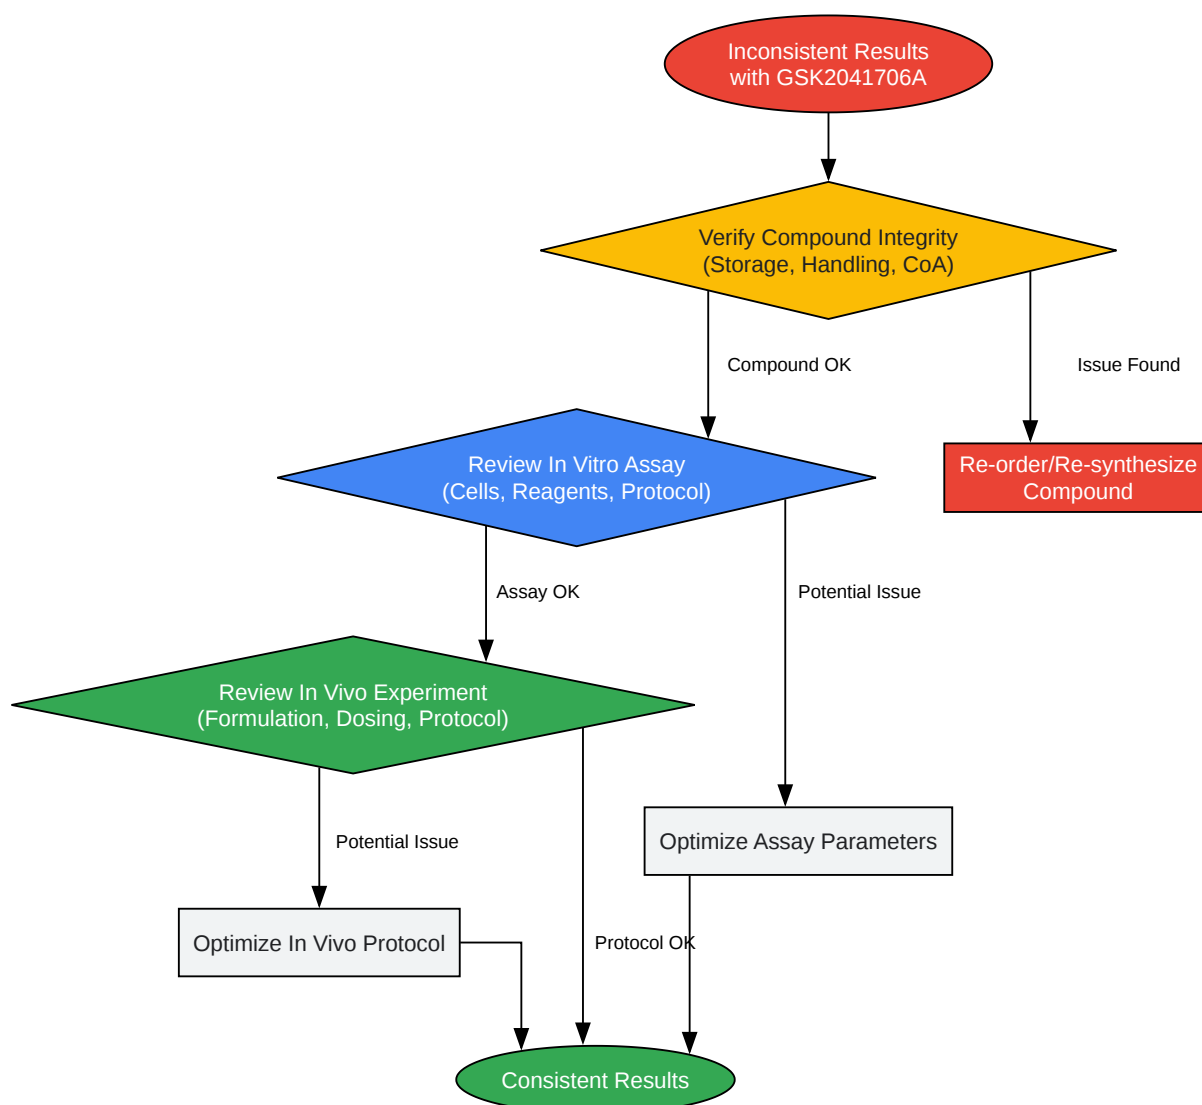 Inconsistent Results
with GSK2041706A
Verify Compound Integrity
(Storage, Handling, CoA)
Compound OK
Issue Found
Review In Vitro Assay
(Cells, Reagents, Protocol)
Re-order/Re-synthesize
Compound
Assay OK
Potential Issue
Review In Vivo Experiment
(Formulation, Dosing, Protocol)
Potential Issue
Optimize Assay Parameters
Optimize In Vivo Protocol
Protocol OK
Consistent Results